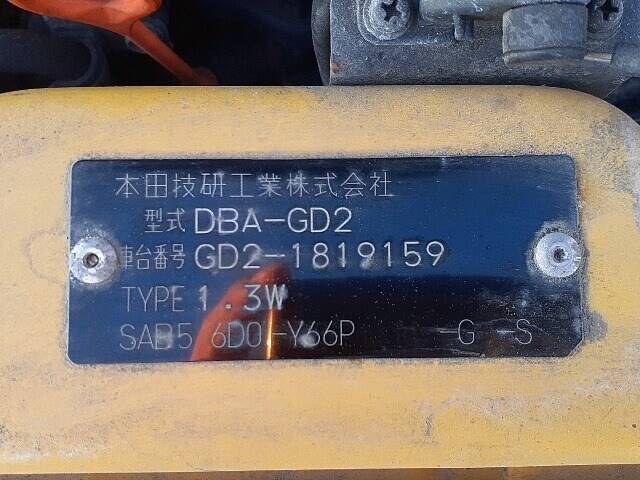 本田技研工業株式会社
型式 DBA-GD2
車台番号 GD2-1819159
TYPE 1.3W
SAB5 6D0-Y66P G S